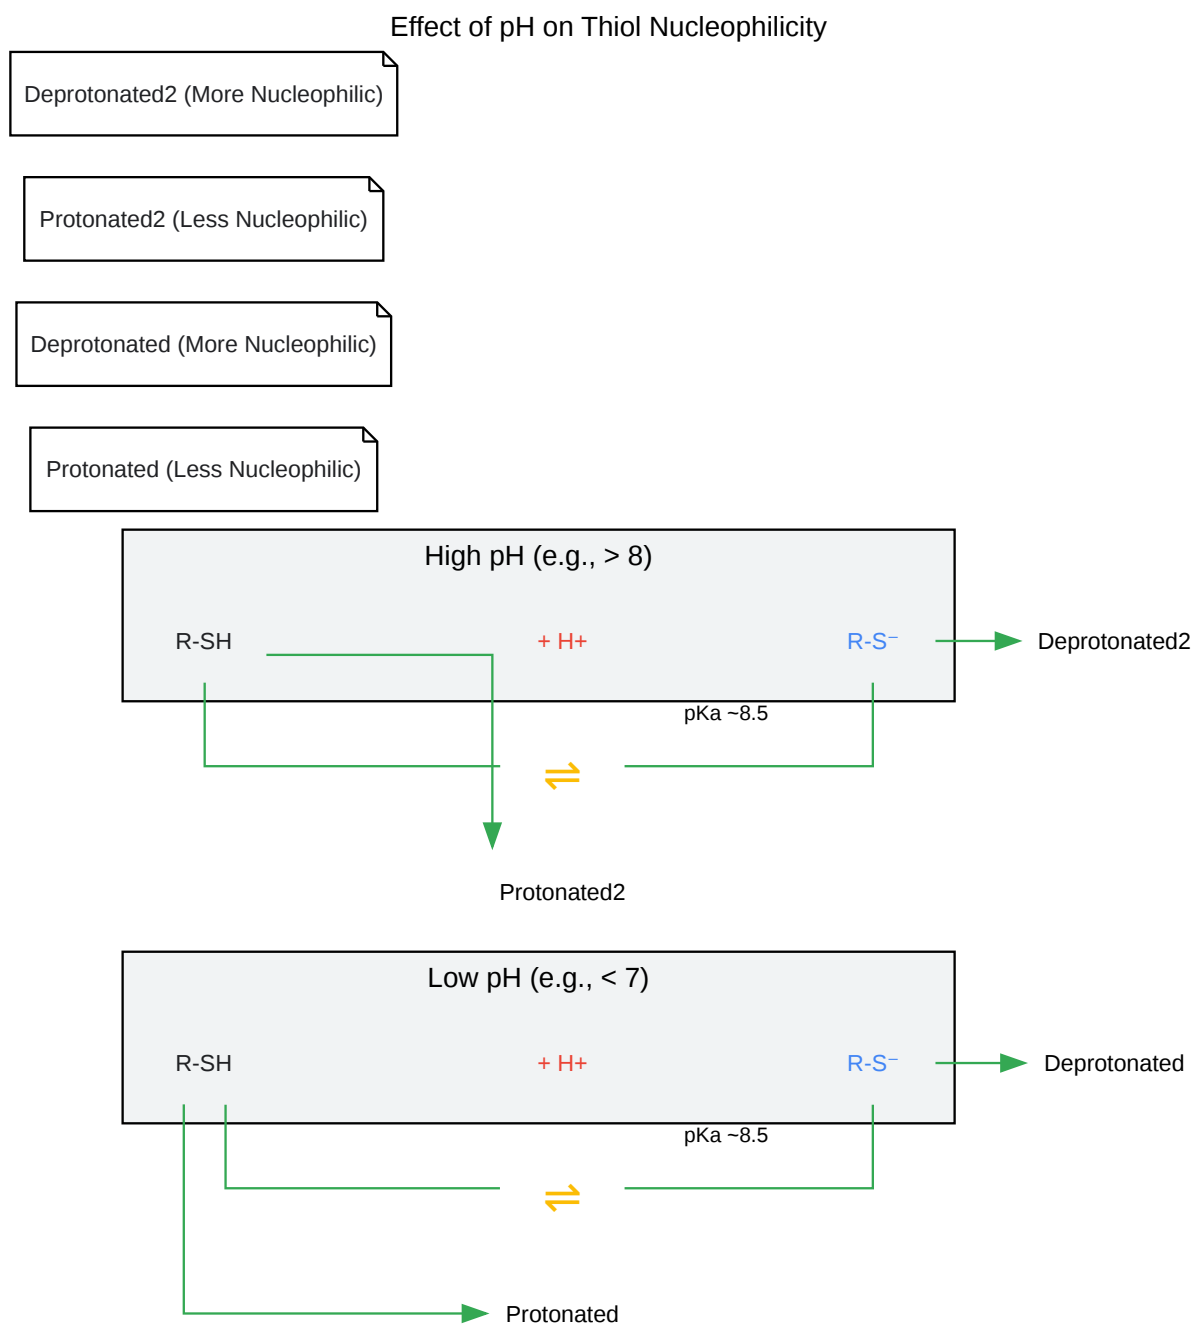 Effect of pH on Thiol Nucleophilicity
Deprotonated2 (More Nucleophilic)
Protonated2 (Less Nucleophilic)
Deprotonated (More Nucleophilic)
Protonated (Less Nucleophilic)
High pH (e.g., > 8)
R-SH + H+ R-S⁻ Deprotonated2
pKa ~8.5
⇌
Protonated2
Low pH (e.g., < 7)
R-SH + H+ R-S⁻ Deprotonated
pKa ~8.5
⇌
Protonated